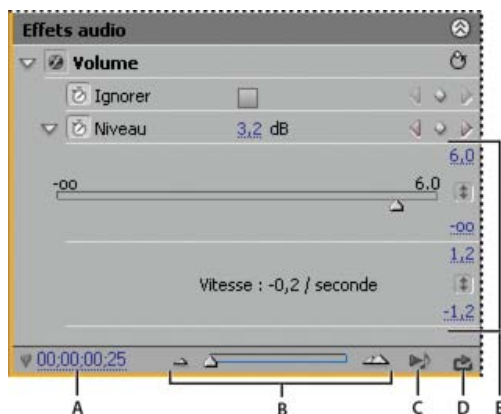 Effets audio
Volume
Ignorer
Niveau 3,2 dB
6,0
-oo 6.0
-oo
1,2
Vitesse : -0,2 / seconde
-1,2
00;00;00;25
A B C D E